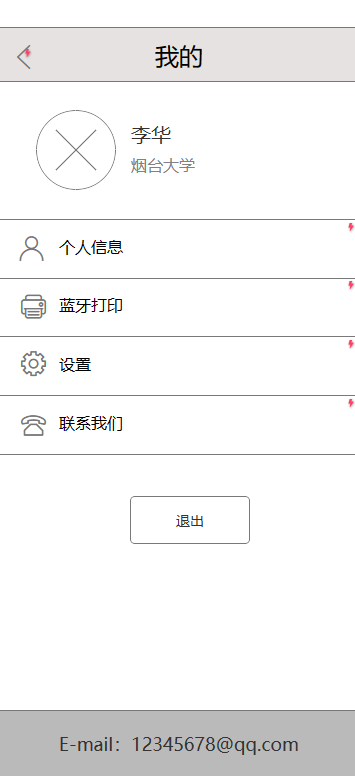 我的
李华
烟台大学
个人信息
蓝牙打印
设置
联系我们
退出
E-mail：12345678@qq.com